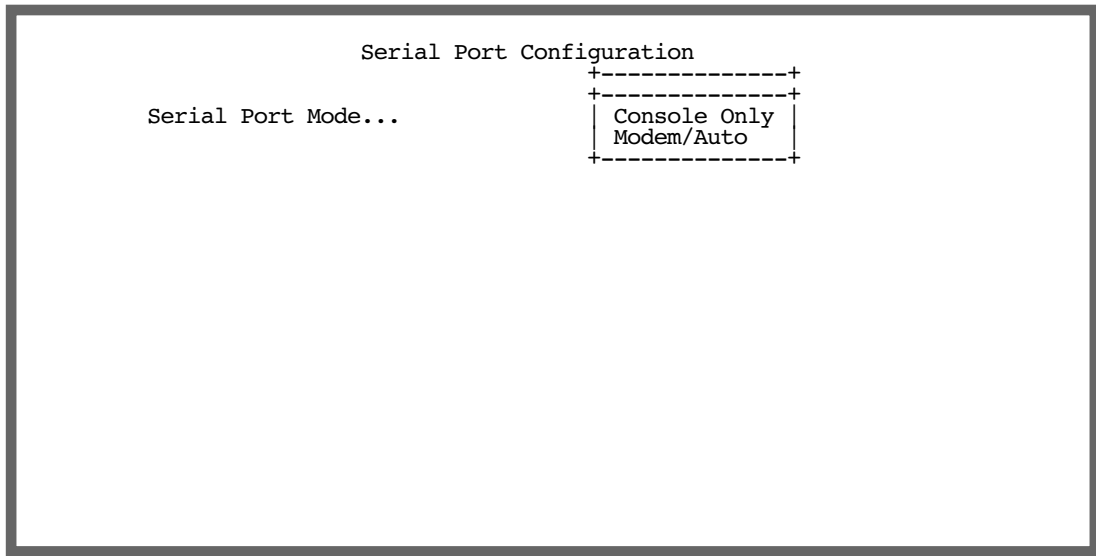 Serial Port Configuration
+--------------+
+--------------+
Serial Port Mode... | Console Only |
| Modem/Auto |
+--------------+